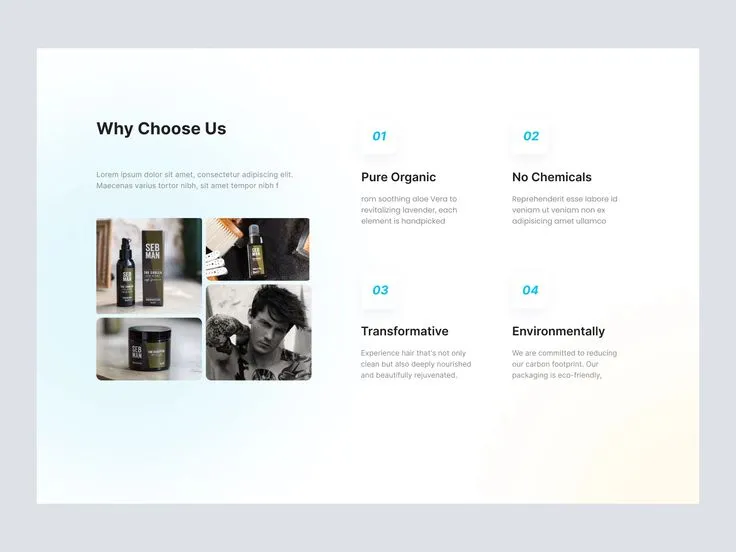 Why Choose Us
Lorem ipsum dolor sit amet, consectetur adipiscing elit.
Maecenas varius tortor nibh, sit amet tempor nibh f
SEB
MAN
SEB
MAN
THE SEB
MAN
01
Pure Organic
rom soothing aloe Vera to
revitalizing lavender, each
element is handpicked
02
No Chemicals
Reprehenderit esse labore id
veniam ut veniam non ex
adipisicing amet ullamco
03
Transformative
Experience hair that's not only
clean but also deeply nourished
and beautifully rejuvenated.
04
Environmentally
We are committed to reducing
our carbon footprint. Our
packaging is eco-friendly,